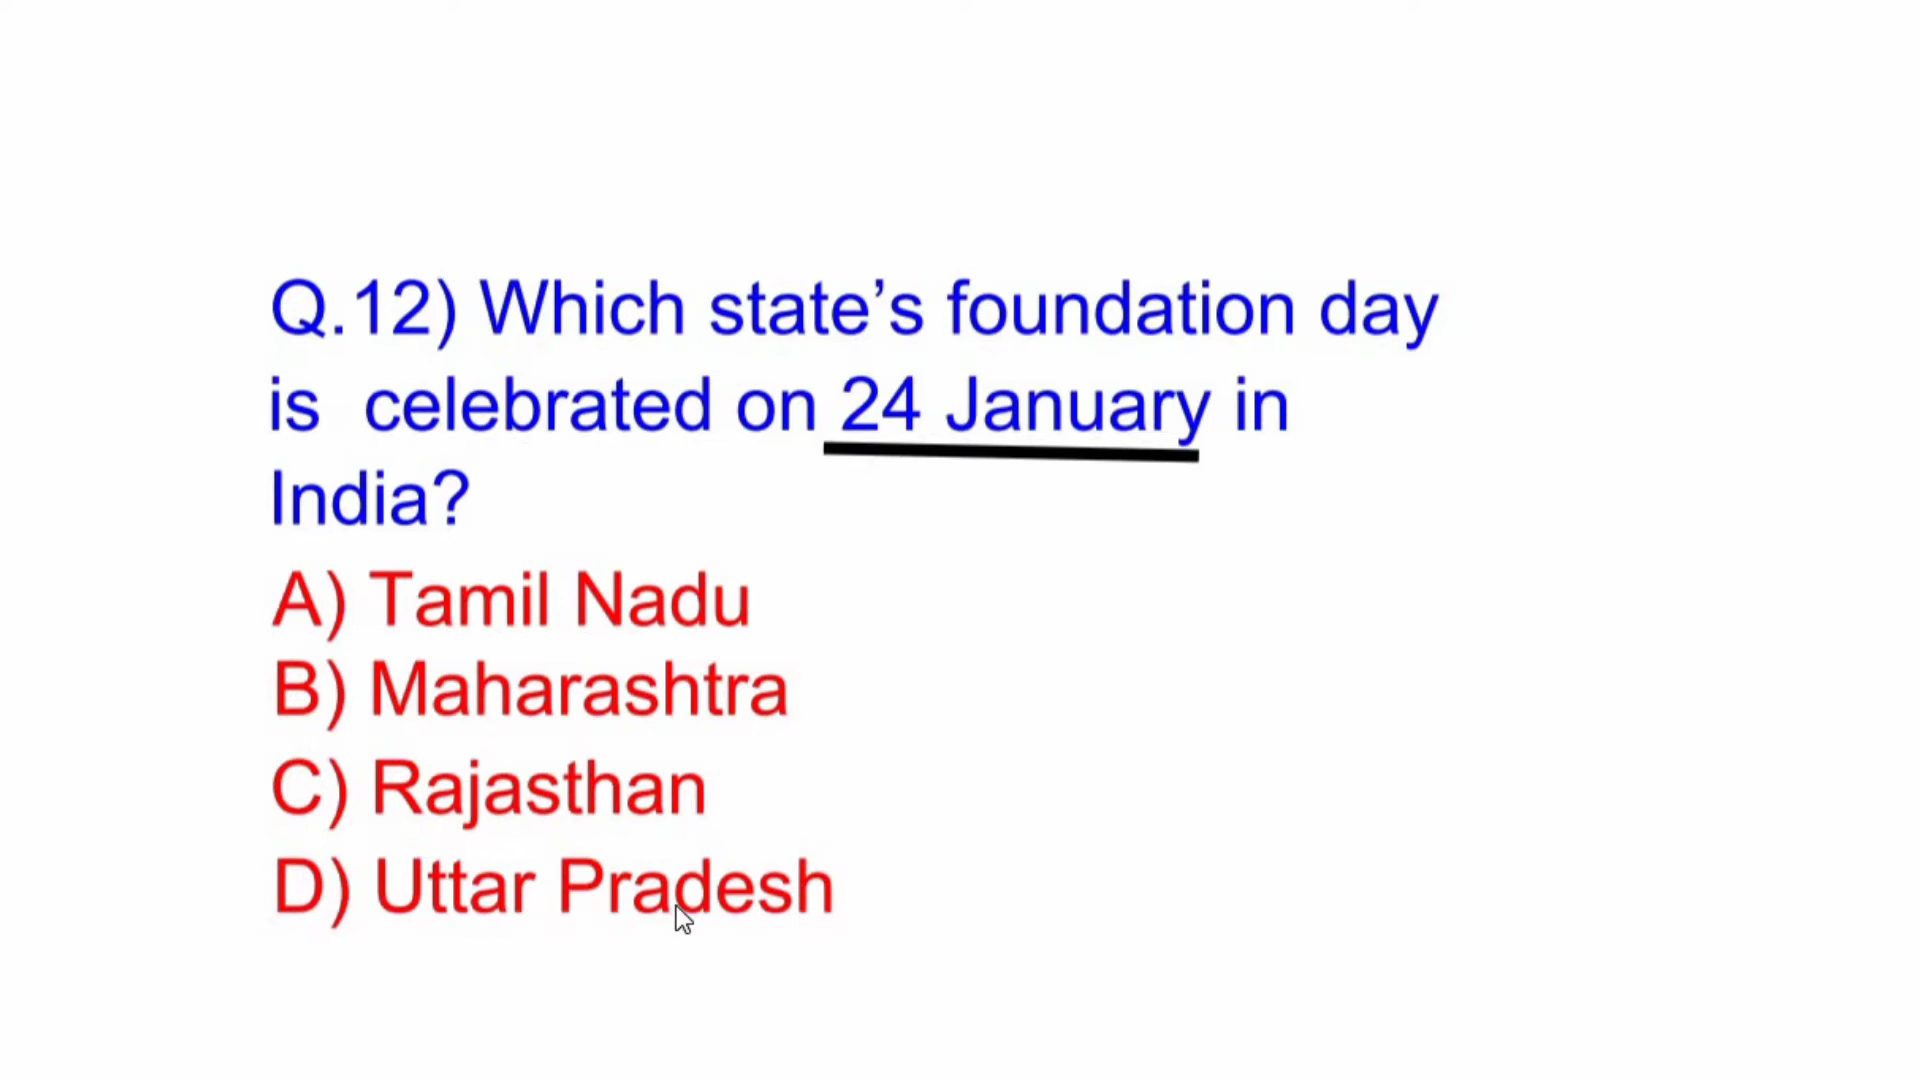 Q.12) Which state’s foundation day
is celebrated on 24 January in
India?
A) Tamil Nadu
B) Maharashtra
C) Rajasthan
D) Uttar Pradesh